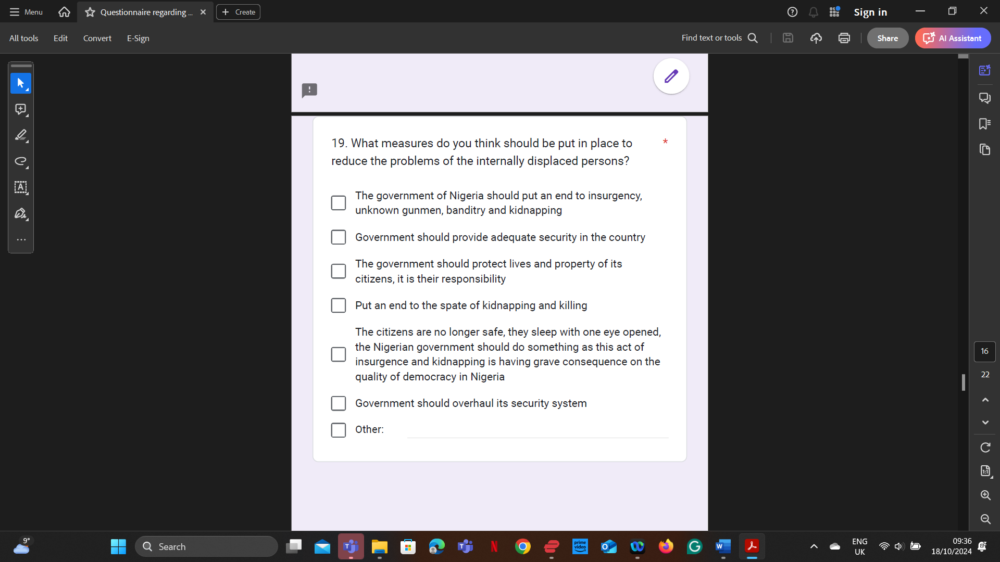 Menu
Questionnaire regarding ...
Create
Sign in
All tools
Edit
Convert
E-Sign
Find text or tools
Share
AI Assistant
19. What measures do you think should be put in place to *
reduce the problems of the internally displaced persons?
The government of Nigeria should put an end to insurgency,
unknown gunmen, banditry and kidnapping
Government should provide adequate security in the country
The government should protect lives and property of its
citizens, it is their responsibility
Put an end to the spate of kidnapping and killing
The citizens are no longer safe, they sleep with one eye opened,
the Nigerian government should do something as this act of
insurgence and kidnapping is having grave consequence on the
quality of democracy in Nigeria
Government should overhaul its security system
Other:
16
22
9°
Search
prime
video
ENG
UK
09:36
18/10/2024